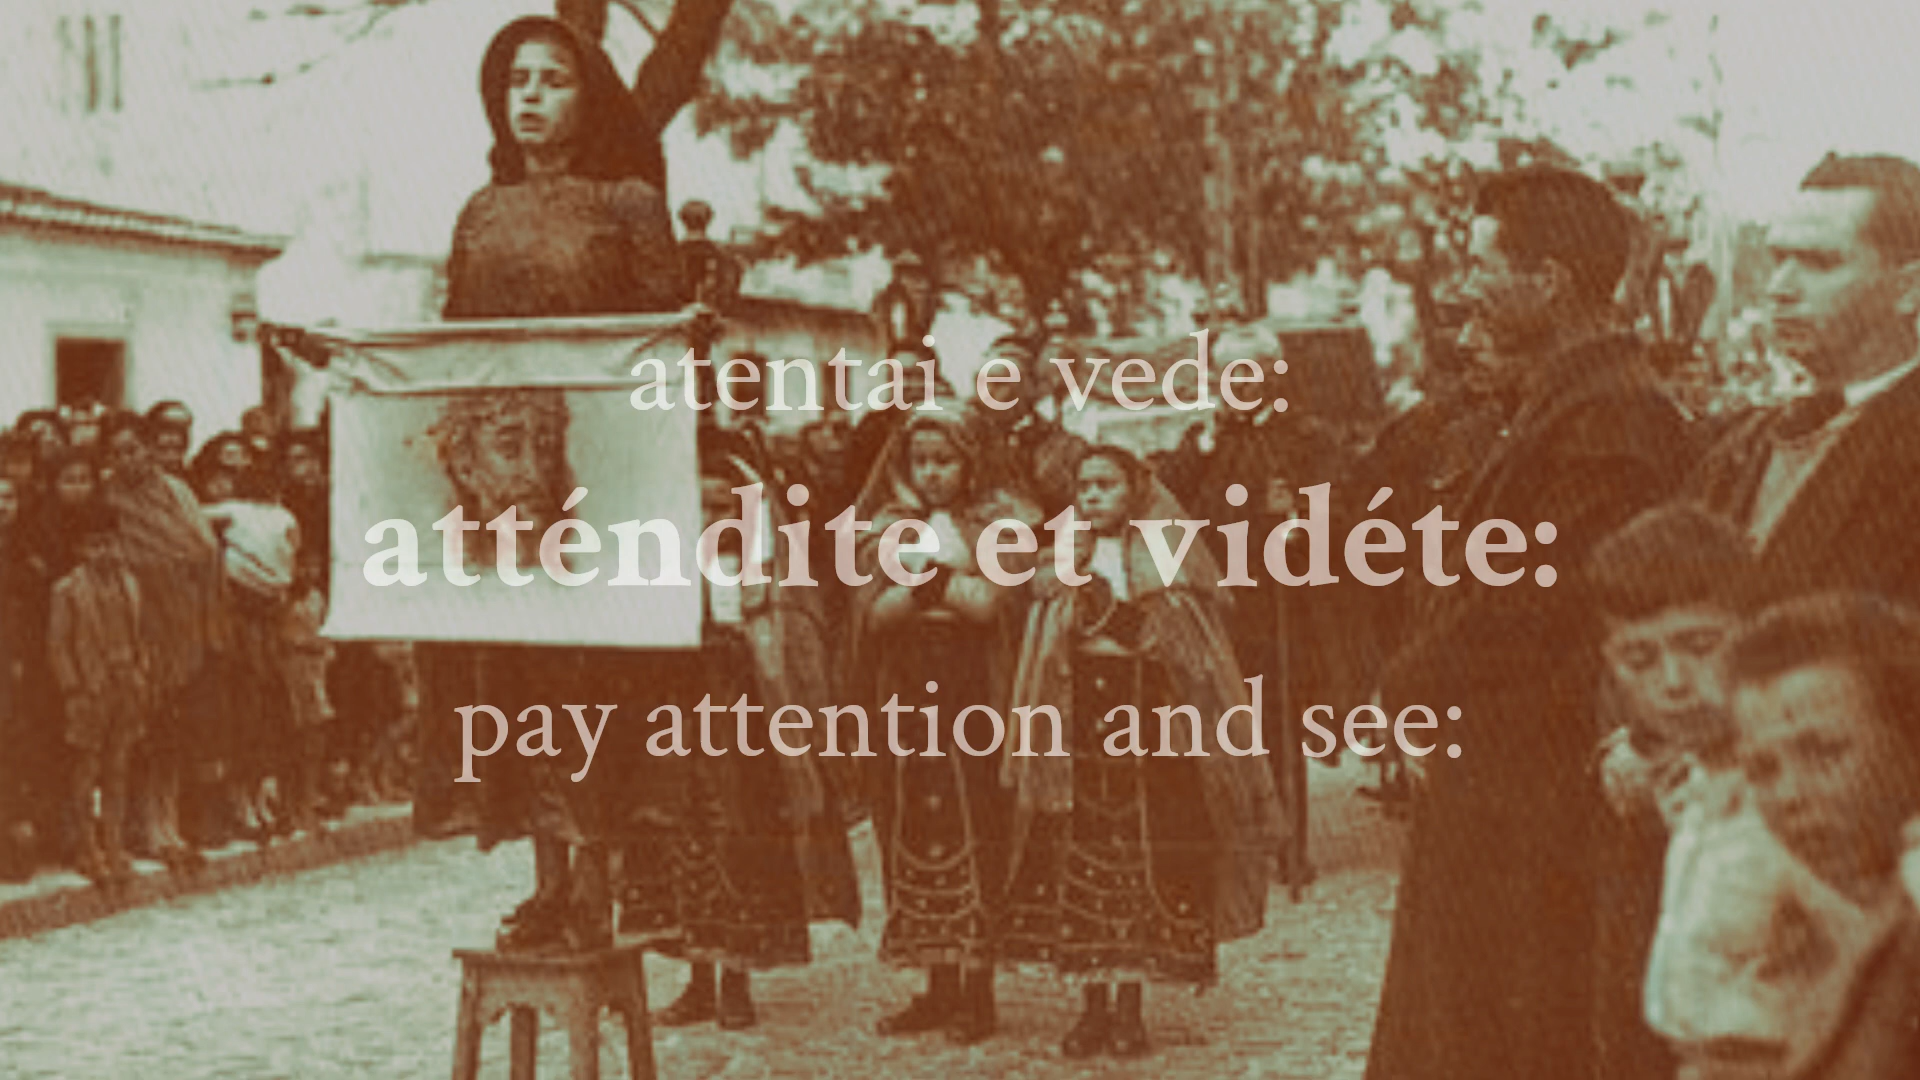 atentai e vede:
atténdite et vidéte:
pay attention and see: